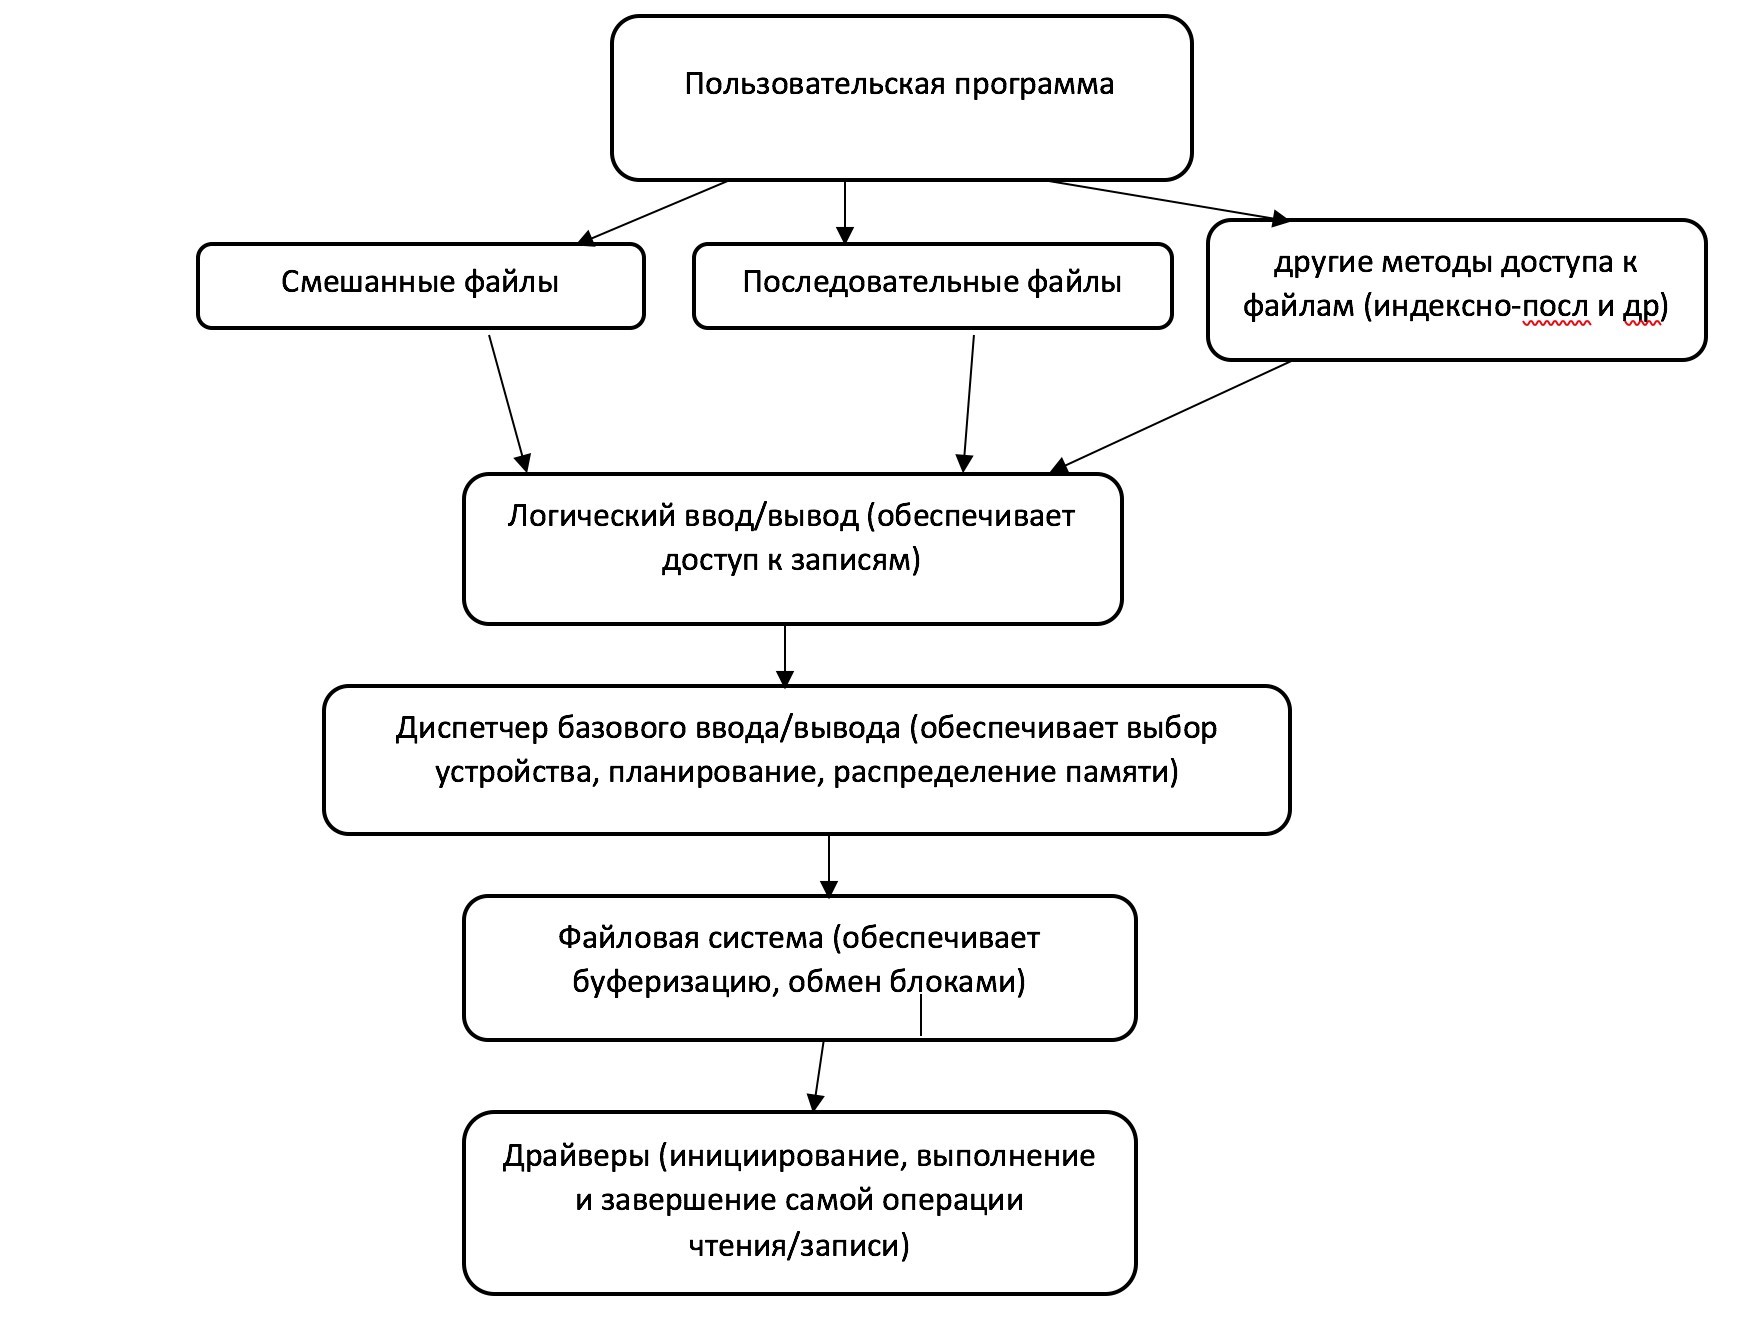 Пользовательская программа
Смешанные файлы
Последовательные файлы
другие методы доступа к
файлам (индексно-посл и др)
Логический ввод/вывод (обеспечивает
доступ к записям)
Диспетчер базового ввода/вывода (обеспечивает выбор
устройства, планирование, распределение памяти)
Файловая система (обеспечивает
буферизацию, обмен блоками)
Драйверы (инициирование, выполнение
и завершение самой операции
чтения/записи)